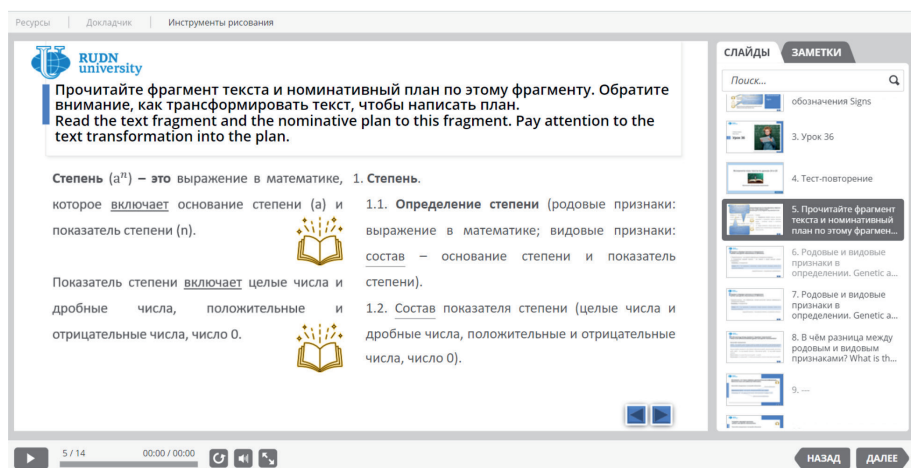 Ресурсы | Докладчик | Инструменты рисования
RUDN
university
Прочитайте фрагмент текста и номинативный план по этому фрагменту. Обратите
внимание, как трансформировать текст, чтобы написать план.
Read the text fragment and the nominative plan to this fragment. Pay attention to the
text transformation into the plan.
Степень (aⁿ) – это выражение в математике,
которое включает основание степени (a) и
показатель степени (n).
Показатель степени включает целые числа и
дробные числа, положительные и
отрицательные числа, число 0.
1. Степень.
1.1. Определение степени (родовые признаки:
выражение в математике; видовые признаки:
состав – основание степени и показатель
степени).
1.2. Состав показателя степени (целые числа и
дробные числа, положительные и отрицательные
числа, число 0).
СЛАЙДЫ ЗАМЕТКИ
Поиск...
обозначения Signs
3. Урок 36
4. Тест-повторение
5. Прочитайте фрагмент
текста и номинативный
план по этому фрагмен...
6. Родовые и видовые
признаки в
определении. Genetic a...
7. Родовые и видовые
признаки в
определении. Genetic a...
8. В чём разница между
родовым и видовым
признаками? What is th...
9. ---
5 / 14 00:00 / 00:00
НАЗАД ДАЛЕЕ